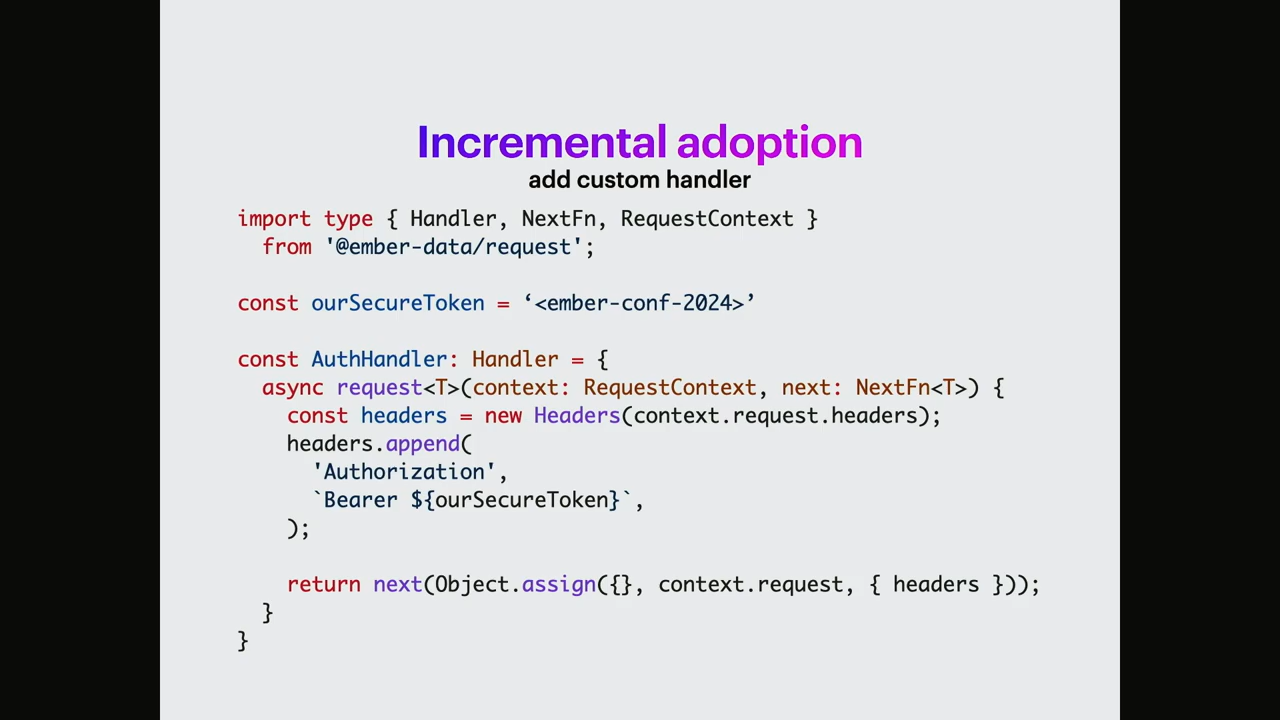 Incremental adoption
add custom handler
import type { Handler, NextFn, RequestContext }
  from '@ember-data/request';
const ourSecureToken = ‘<ember-conf-2024>’
const AuthHandler: Handler = {
  async request<T>(context: RequestContext, next: NextFn<T>) {
    const headers = new Headers(context.request.headers);
    headers.append(
      'Authorization',
      `Bearer ${ourSecureToken}`,
    );
    return next(Object.assign({}, context.request, { headers }));
  }
}